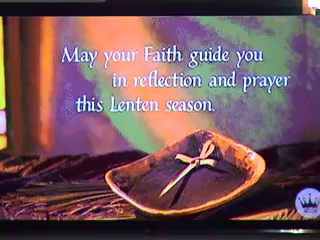 May your Faith guide you
in reflection and prayer
this Lenten season.